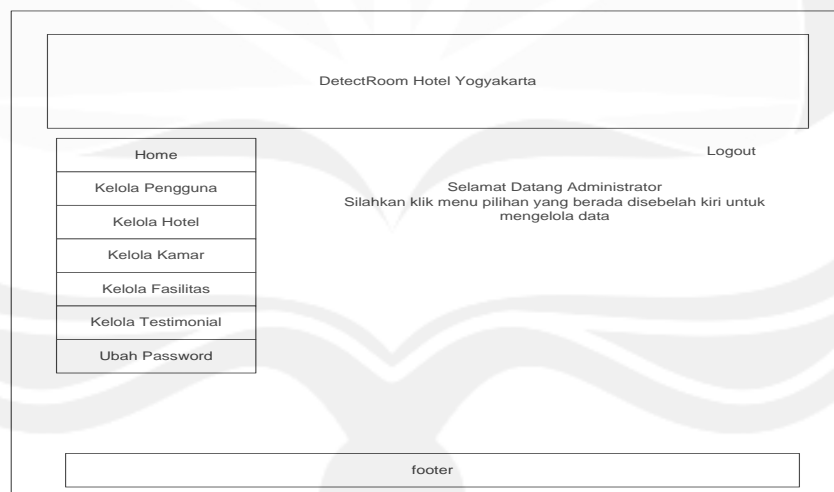 DetectRoom Hotel Yogyakarta
Home
Kelola Pengguna
Kelola Hotel
Kelola Kamar
Kelola Fasilitas
Kelola Testimonial
Ubah Password
Logout
Selamat Datang Administrator
Silahkan klik menu pilihan yang berada disebelah kiri untuk
mengelola data
footer